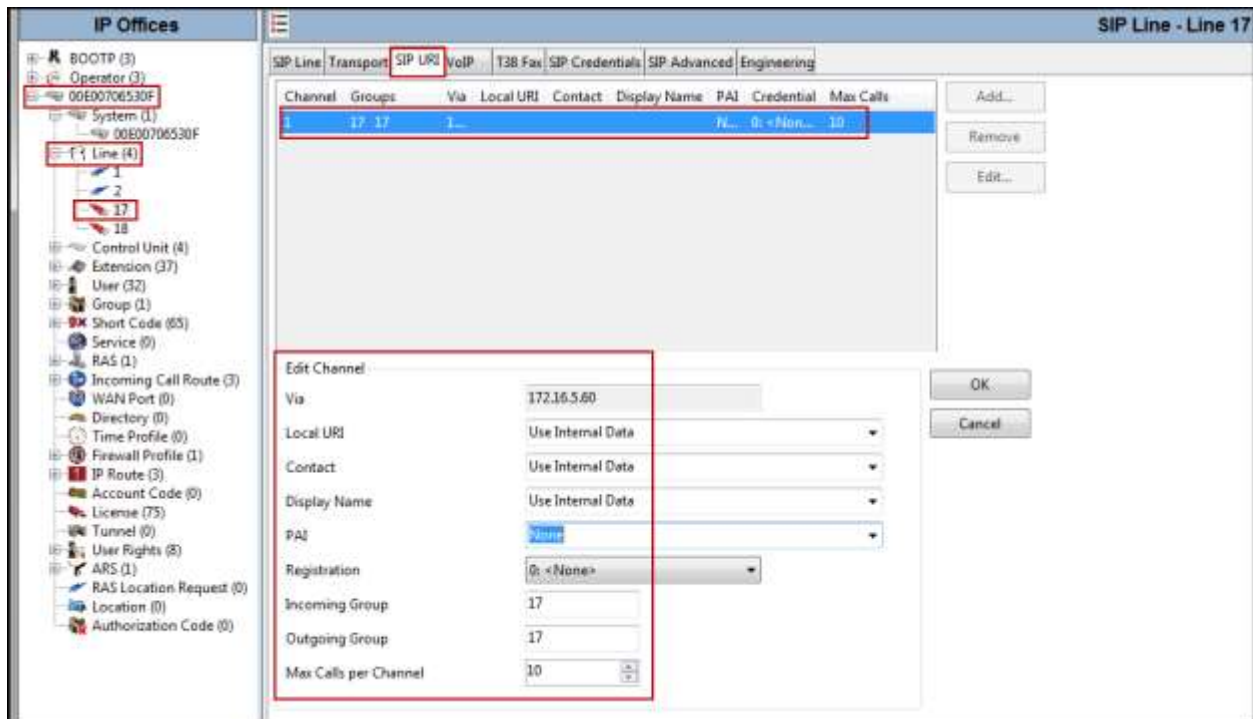 IP Offices
SIP Line - Line 17
BOOTP (3)
Operator (3)
00E00706530F
System (1)
00E00706530F
Line (4)
1
2
17
18
Control Unit (4)
Extension (37)
User (32)
Group (1)
Short Code (65)
Service (0)
RAS (1)
Incoming Call Route (3)
WAN Port (0)
Directory (0)
Time Profile (0)
Firewall Profile (1)
IP Route (3)
Account Code (0)
License (75)
Tunnel (0)
User Rights (8)
ARS (1)
RAS Location Request (0)
Location (0)
Authorization Code (0)
SIP Line Transport SIP URI VoIP T38 Fax SIP Credentials SIP Advanced Engineering
Channel Groups Via Local URI Contact Display Name PAI Credential Max Calls
1 17 17 1... N... 0: <Non... 10
Add...
Remove
Edit...
Edit Channel
Via 172.16.5.60
Local URI Use Internal Data
Contact Use Internal Data
Display Name Use Internal Data
PAI None
Registration 0: <None>
Incoming Group 17
Outgoing Group 17
Max Calls per Channel 10
OK
Cancel